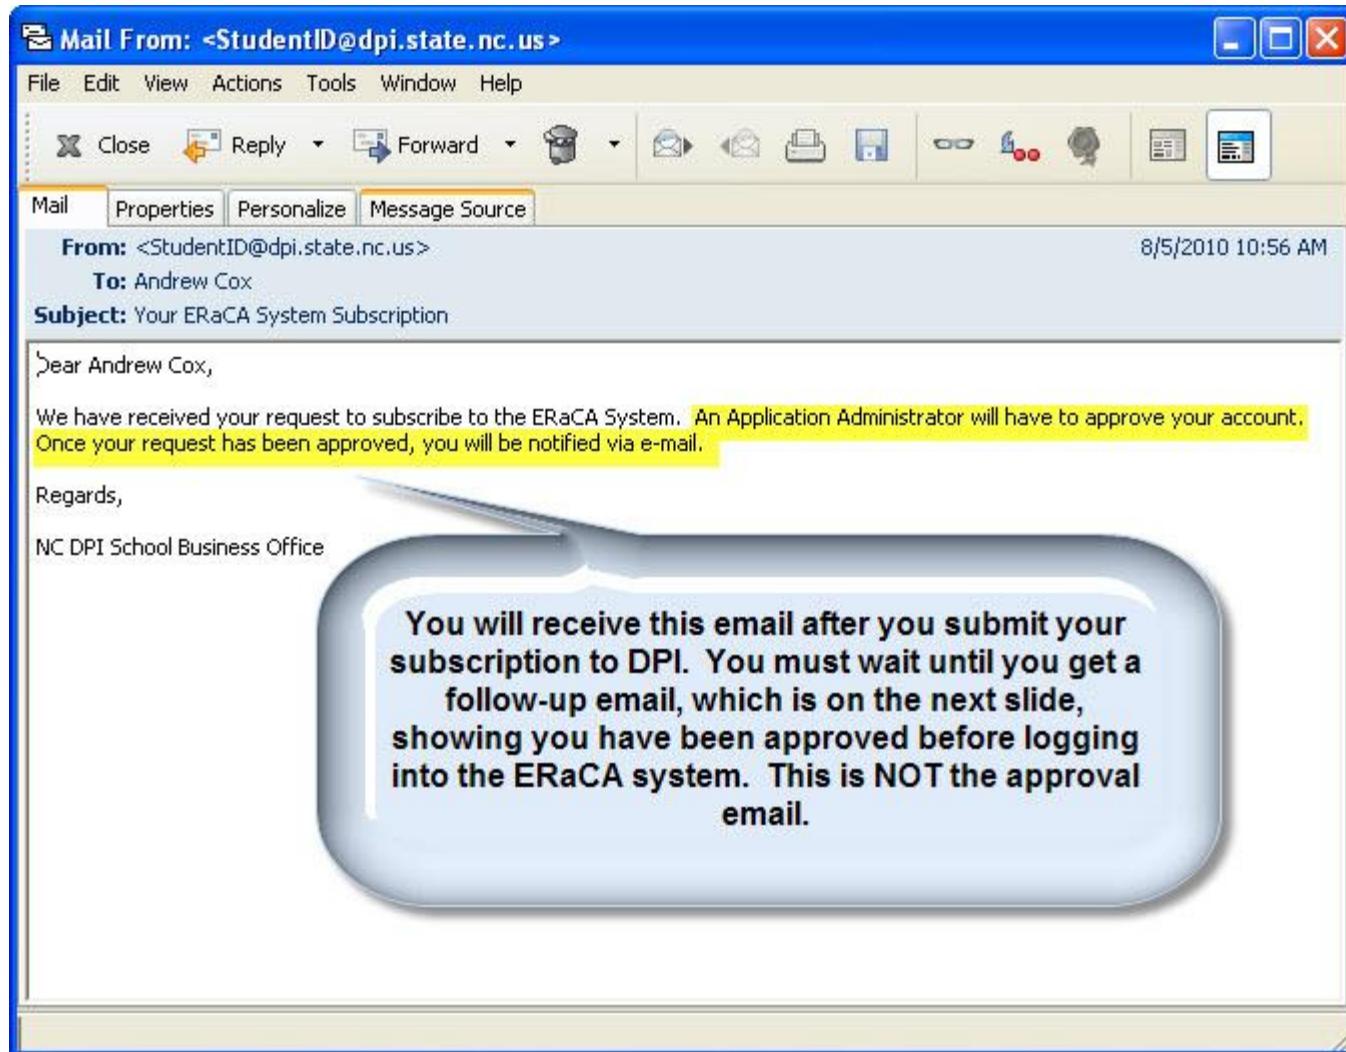 Mail From: <StudentID@dpi.state.nc.us>
File Edit View Actions Tools Window Help
Close Reply Forward
Mail Properties Personalize Message Source
From: <StudentID@dpi.state.nc.us> 8/5/2010 10:56 AM
To: Andrew Cox
Subject: Your ERaCA System Subscription
Dear Andrew Cox,
We have received your request to subscribe to the ERaCA System. An Application Administrator will have to approve your account.
Once your request has been approved, you will be notified via e-mail.
Regards,
NC DPI School Business Office
You will receive this email after you submit your
subscription to DPI. You must wait until you get a
follow-up email, which is on the next slide,
showing you have been approved before logging
into the ERaCA system. This is NOT the approval
email.